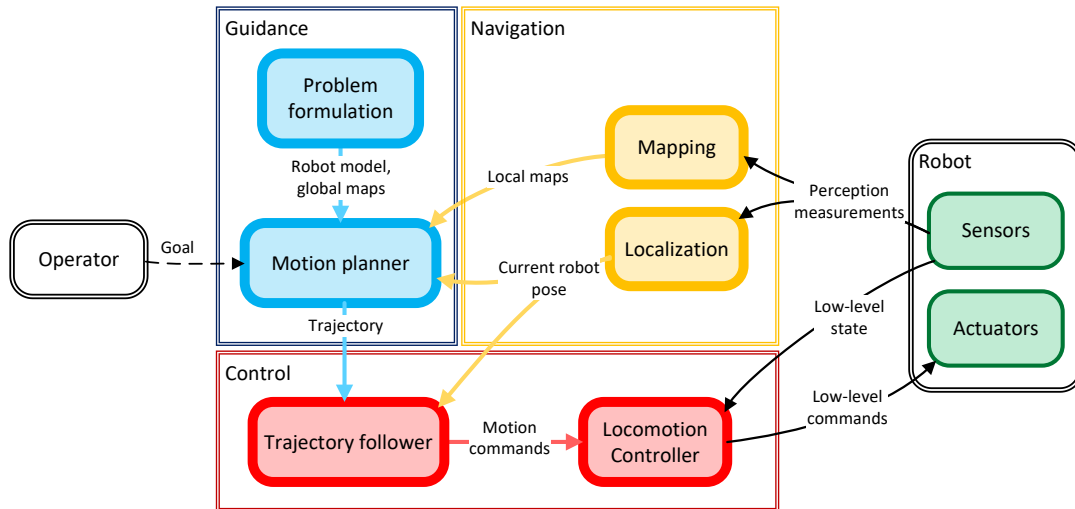 Guidance
Navigation
Problem
formulation
Mapping
Robot
Robot model,
global maps
Local maps
Perception
measurements
Sensors
Operator
Goal
Motion planner
Localization
Current robot
pose
Trajectory
Low-level
state
Actuators
Control
Low-level
commands
Trajectory follower
Motion
commands
Locomotion
Controller